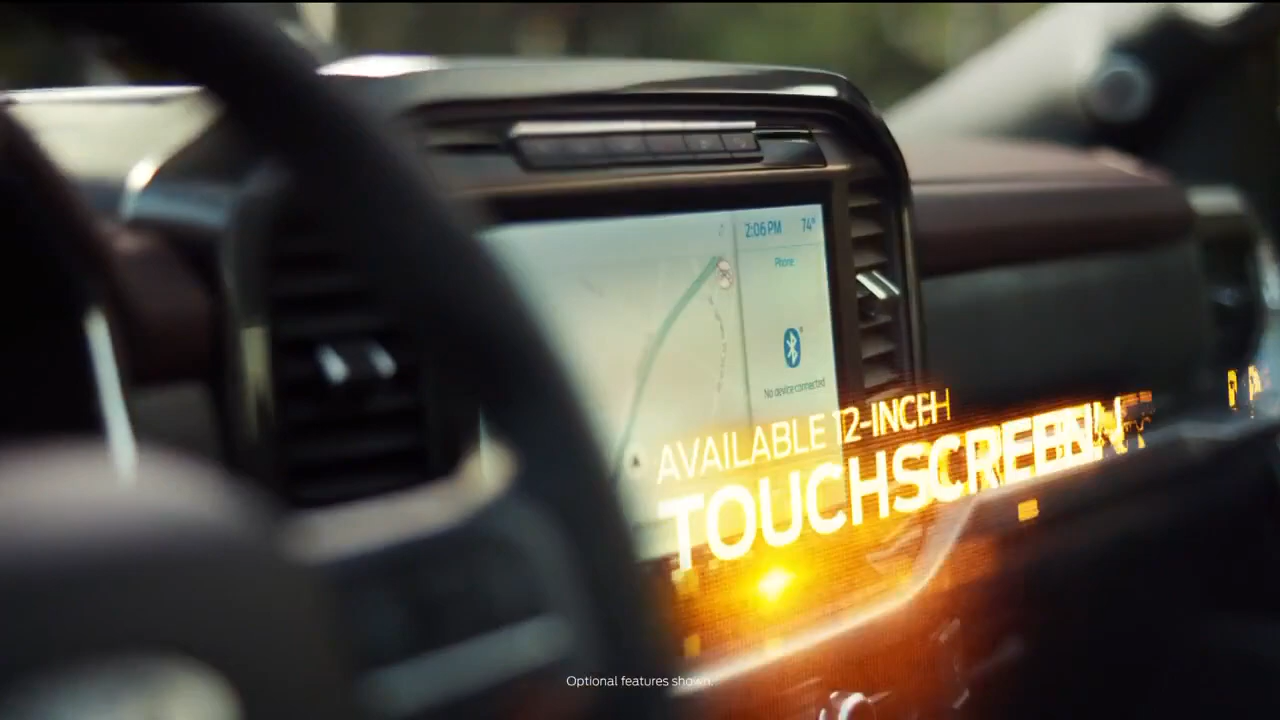 2:06 PM 74°
Phone
No device connected
AVAILABLE 12-INCH
TOUCHSCREEN
Optional features shown.